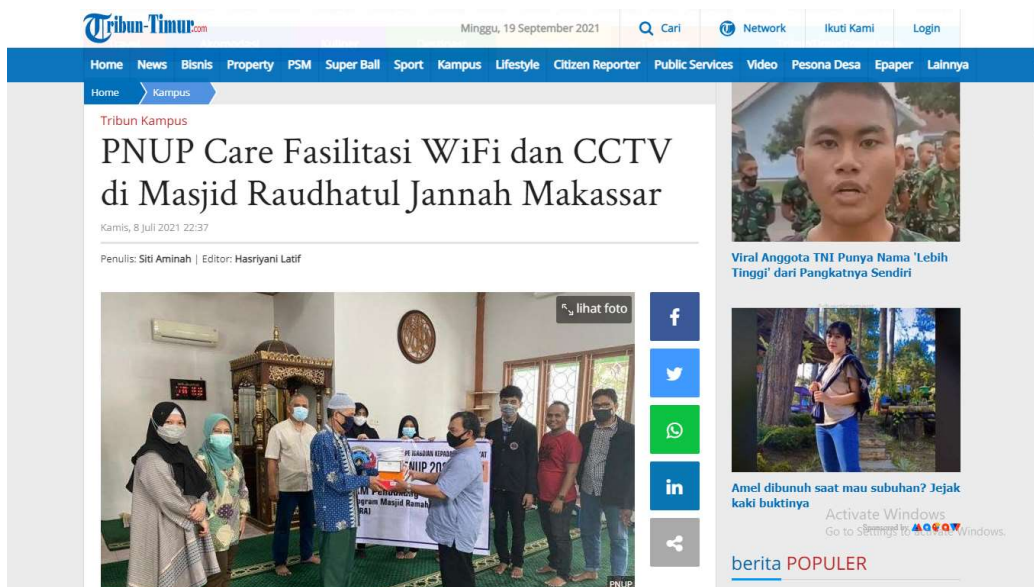 Tribun-Timur.com
Minggu, 19 September 2021
Cari
Network
Ikuti Kami
Login
Home News Bisnis Property PSM Super Ball Sport Kampus Lifestyle Citizen Reporter Public Services Video Pesona Desa Epaper Lainnya
Home
Kampus
Tribun Kampus
PNUP Care Fasilitasi WiFi dan CCTV
di Masjid Raudhatul Jannah Makassar
Kamis, 8 Juli 2021 22:37
Penulis: Siti Aminah | Editor: Hasriyani Latif
lihat foto
PNUP 202
Program Masjid Ramah
PNUP
Viral Anggota TNI Punya Nama 'Lebih
Tinggi' dari Pangkatnya Sendiri
Amel dibunuh saat mau subuhan? Jejak
kaki buktinya
Activate Windows
Go to Settings to activate Windows.
berita POPULER